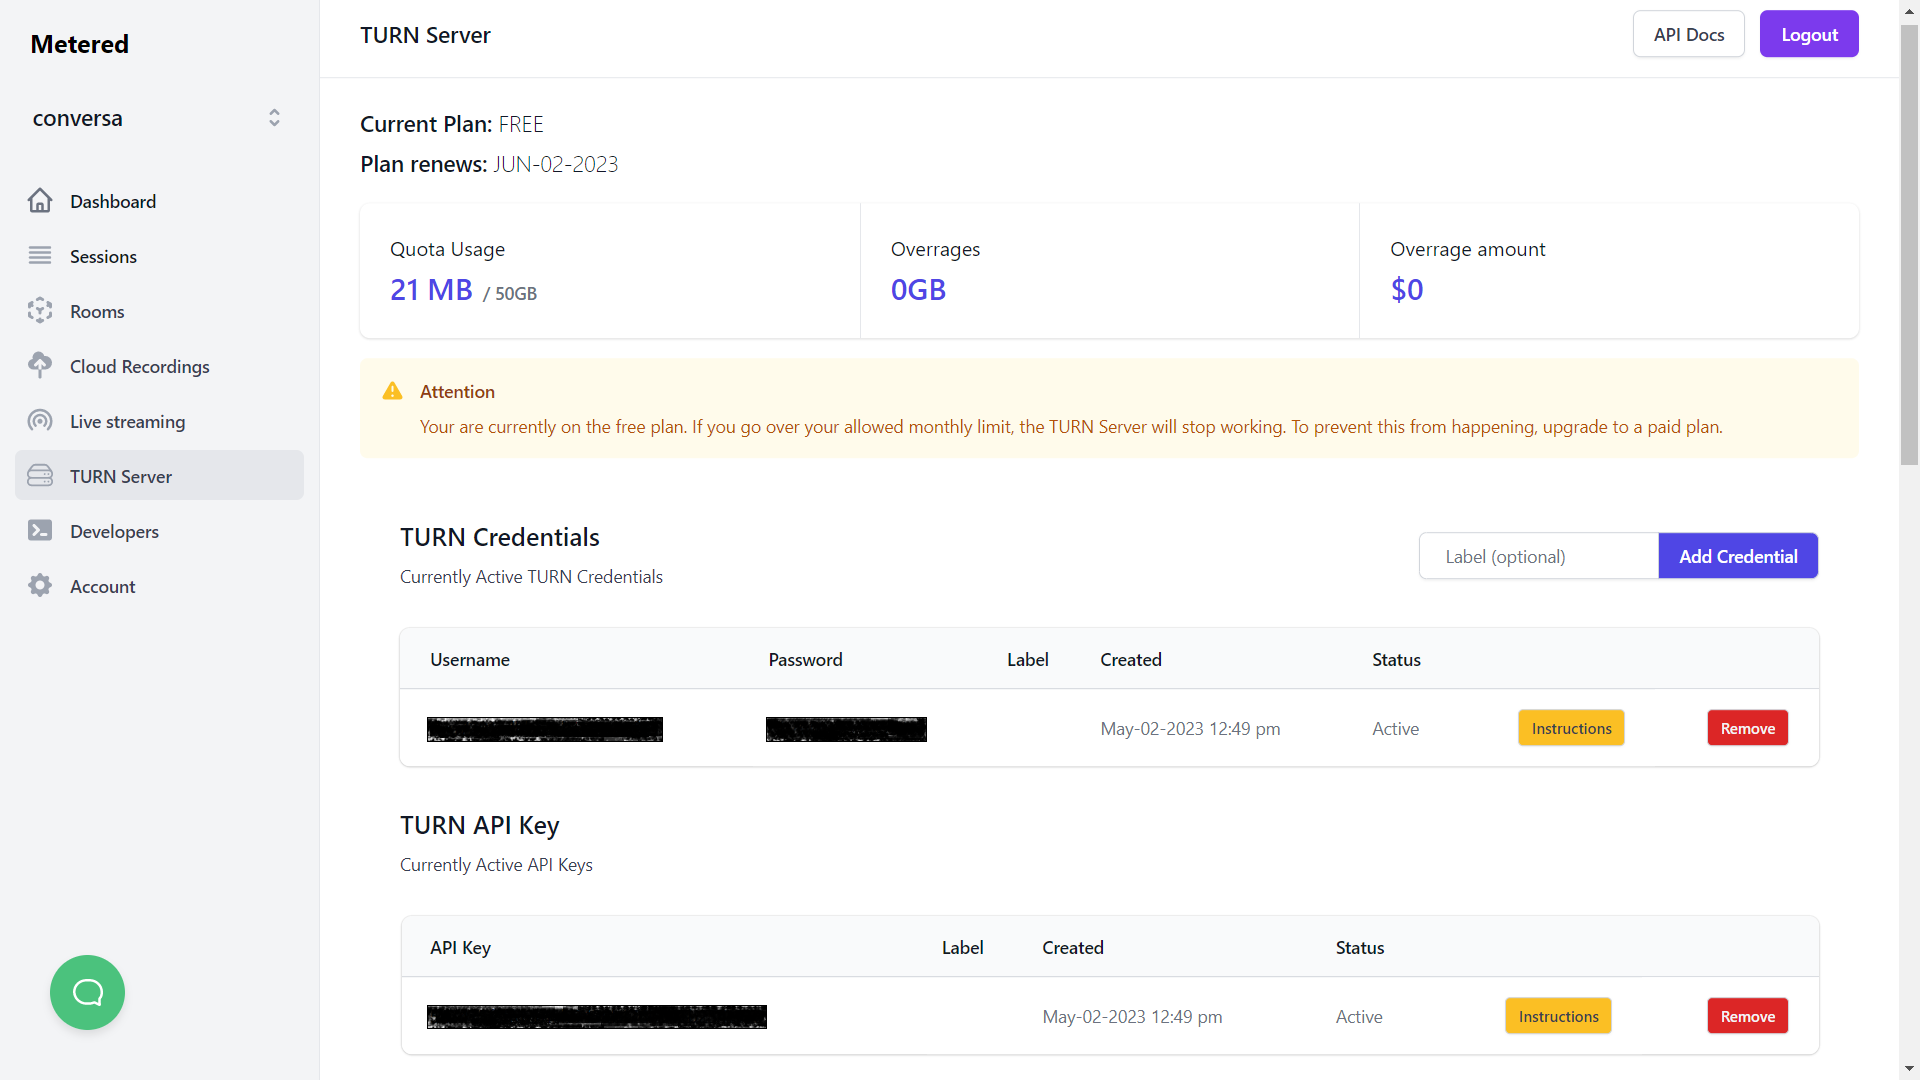 Metered
conversa
Dashboard
Sessions
Rooms
Cloud Recordings
Live streaming
TURN Server
Developers
Account
TURN Server
API Docs
Logout
Current Plan: FREE
Plan renews: JUN-02-2023
Quota Usage
21 MB / 50GB
Overrages
0GB
Overrage amount
$0
Attention
Your are currently on the free plan. If you go over your allowed monthly limit, the TURN Server will stop working. To prevent this from happening, upgrade to a paid plan.
TURN Credentials
Currently Active TURN Credentials
Label (optional)
Add Credential
Username Password Label Created Status
May-02-2023 12:49 pm Active Instructions Remove
TURN API Key
Currently Active API Keys
API Key Label Created Status
May-02-2023 12:49 pm Active Instructions Remove